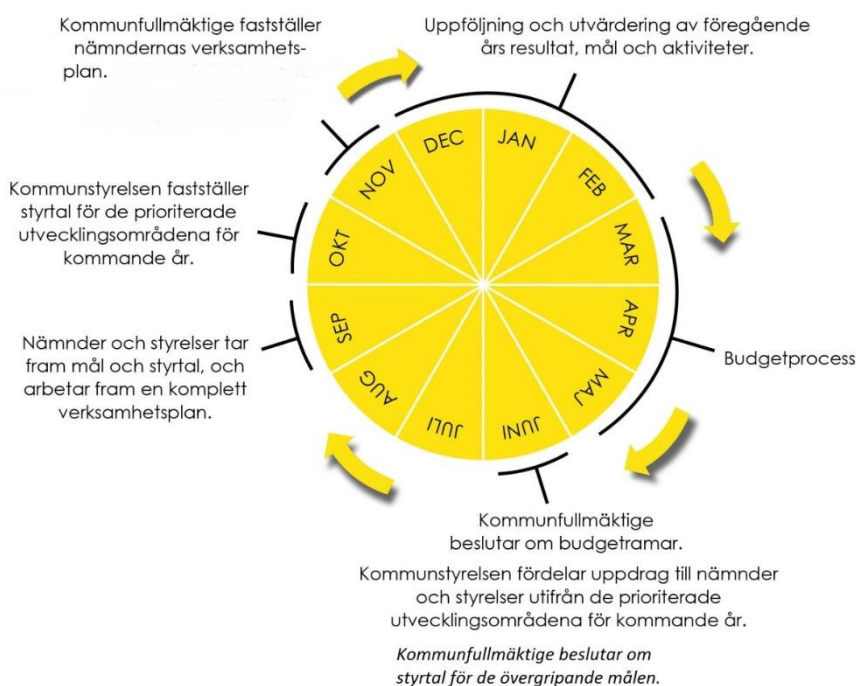 Kommunfullmäktige fastställer
nämndernas verksamhets-
plan.
Uppföljning och utvärdering av föregående
års resultat, mål och aktiviteter.
DEC
JAN
NOV
FEB
Kommunstyrelsen fastställer
styrtal för de prioriterade
utvecklingsområdena för
kommande år.
OKT
MAR
SEP
APR
Nämnder och styrelser tar
fram mål och styrtal, och
arbetar fram en komplett
verksamhetsplan.
Budgetprocess
AUG
MAJ
JULI
JUNI
Kommunfullmäktige
beslutar om budgetramar.
Kommunstyrelsen fördelar uppdrag till nämnder
och styrelser utifrån de prioriterade
utvecklingsområdena för kommande år.
Kommunfullmäktige beslutar om
styrtal för de övergripande målen.